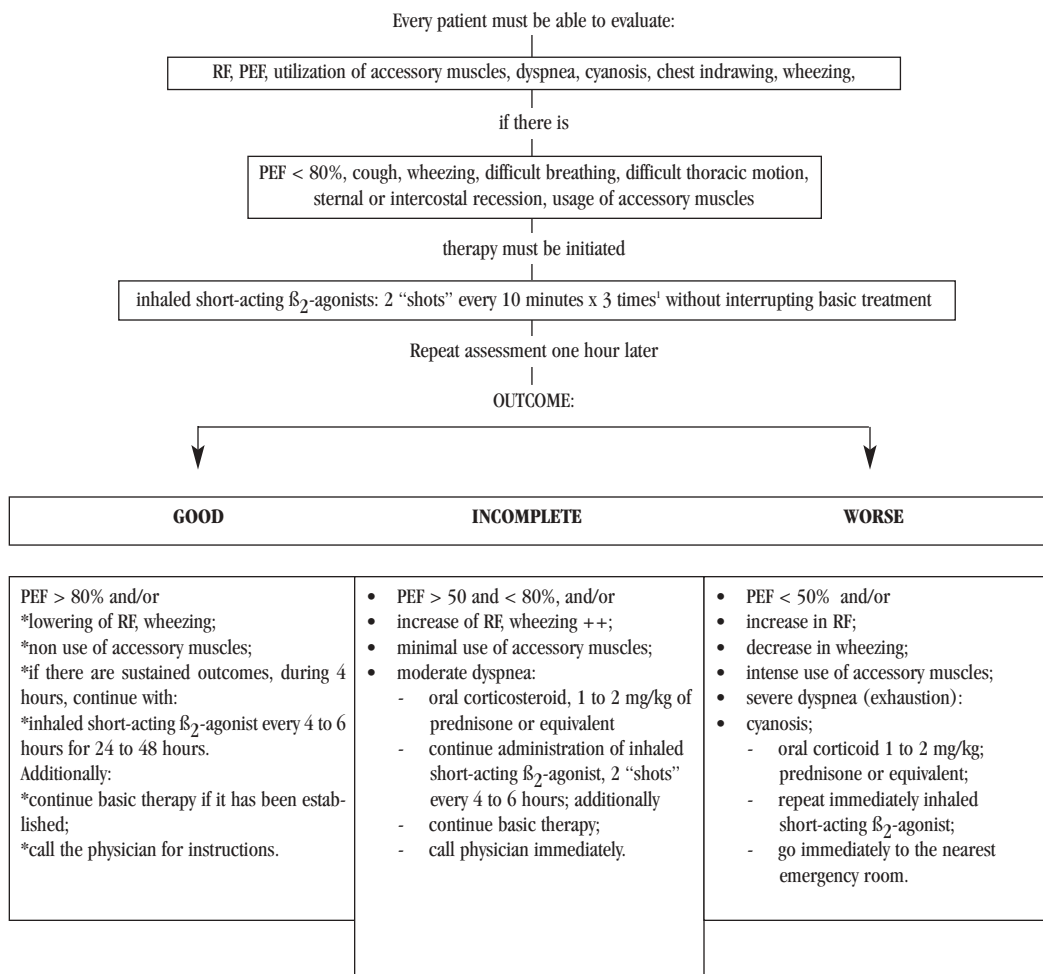 Every patient must be able to evaluate:
RF, PEF, utilization of accessory muscles, dyspnea, cyanosis, chest indrawing, wheezing,
if there is
PEF < 80%, cough, wheezing, difficult breathing, difficult thoracic motion,
sternal or intercostal recession, usage of accessory muscles
therapy must be initiated
inhaled short-acting ß2-agonists: 2 “shots” every 10 minutes x 3 times¹ without interrupting basic treatment
Repeat assessment one hour later
OUTCOME:
GOOD
INCOMPLETE
WORSE
PEF > 80% and/or
*lowering of RF, wheezing;
*non use of accessory muscles;
*if there are sustained outcomes, during 4
hours, continue with:
*inhaled short-acting ß2-agonist every 4 to 6
hours for 24 to 48 hours.
Additionally:
*continue basic therapy if it has been estab-
lished;
*call the physician for instructions.
• PEF > 50 and < 80%, and/or
• increase of RF, wheezing ++;
• minimal use of accessory muscles;
• moderate dyspnea:
- oral corticosteroid, 1 to 2 mg/kg of
prednisone or equivalent
- continue administration of inhaled
short-acting ß2-agonist, 2 “shots”
every 4 to 6 hours; additionally
- continue basic therapy;
- call physician immediately.
• PEF < 50% and/or
• increase in RF;
• decrease in wheezing;
• intense use of accessory muscles;
• severe dyspnea (exhaustion):
• cyanosis;
- oral corticoid 1 to 2 mg/kg;
prednisone or equivalent;
- repeat immediately inhaled
short-acting ß2-agonist;
- go immediately to the nearest
emergency room.